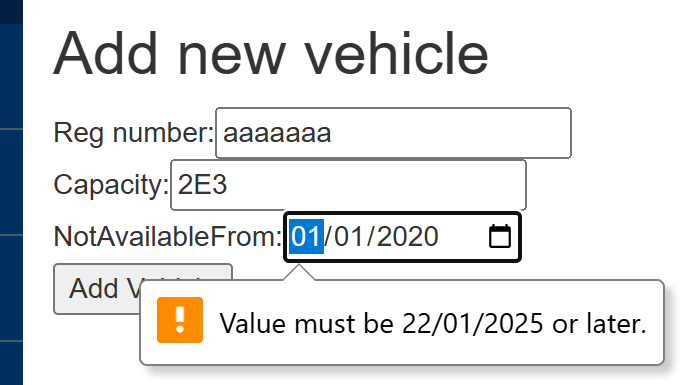 Add new vehicle
Reg number: aaaaaaa
Capacity: 2E3
NotAvailableFrom: 01/01/2020
Add
Value must be 22/01/2025 or later.